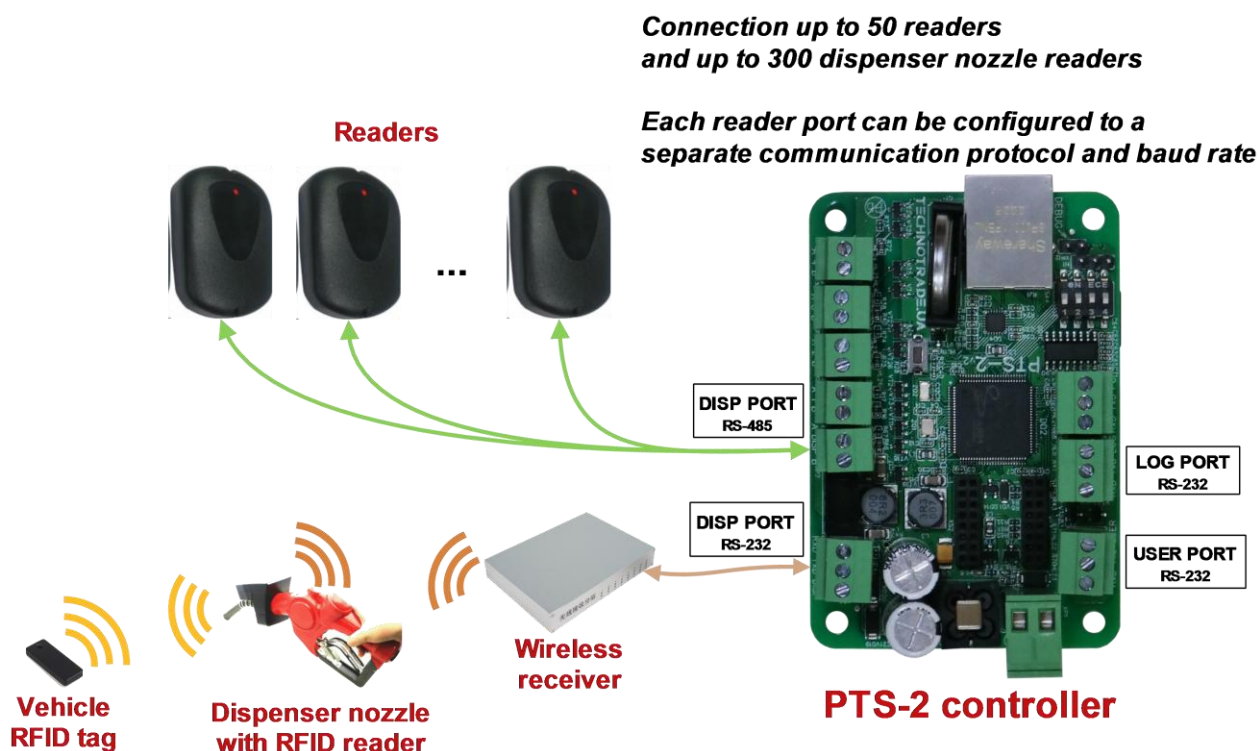 Connection up to 50 readers
and up to 300 dispenser nozzle readers
Each reader port can be configured to a
separate communication protocol and baud rate
Readers
...
TECHNOTRADE.UA
DEBUG
PTS-2
DISP PORT
RS-485
LOG PORT
RS-232
DISP PORT
RS-232
USER PORT
RS-232
Wireless
receiver
Vehicle
RFID tag
Dispenser nozzle
with RFID reader
PTS-2 controller